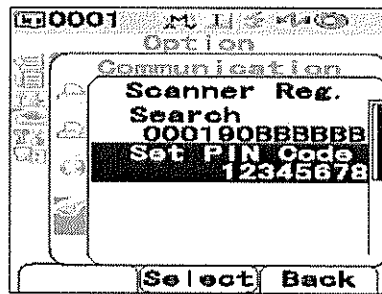 0001
Option
Communication
Scanner Reg.
Search
000190BBBBBB
Set PIN Code
12345678
Select Back